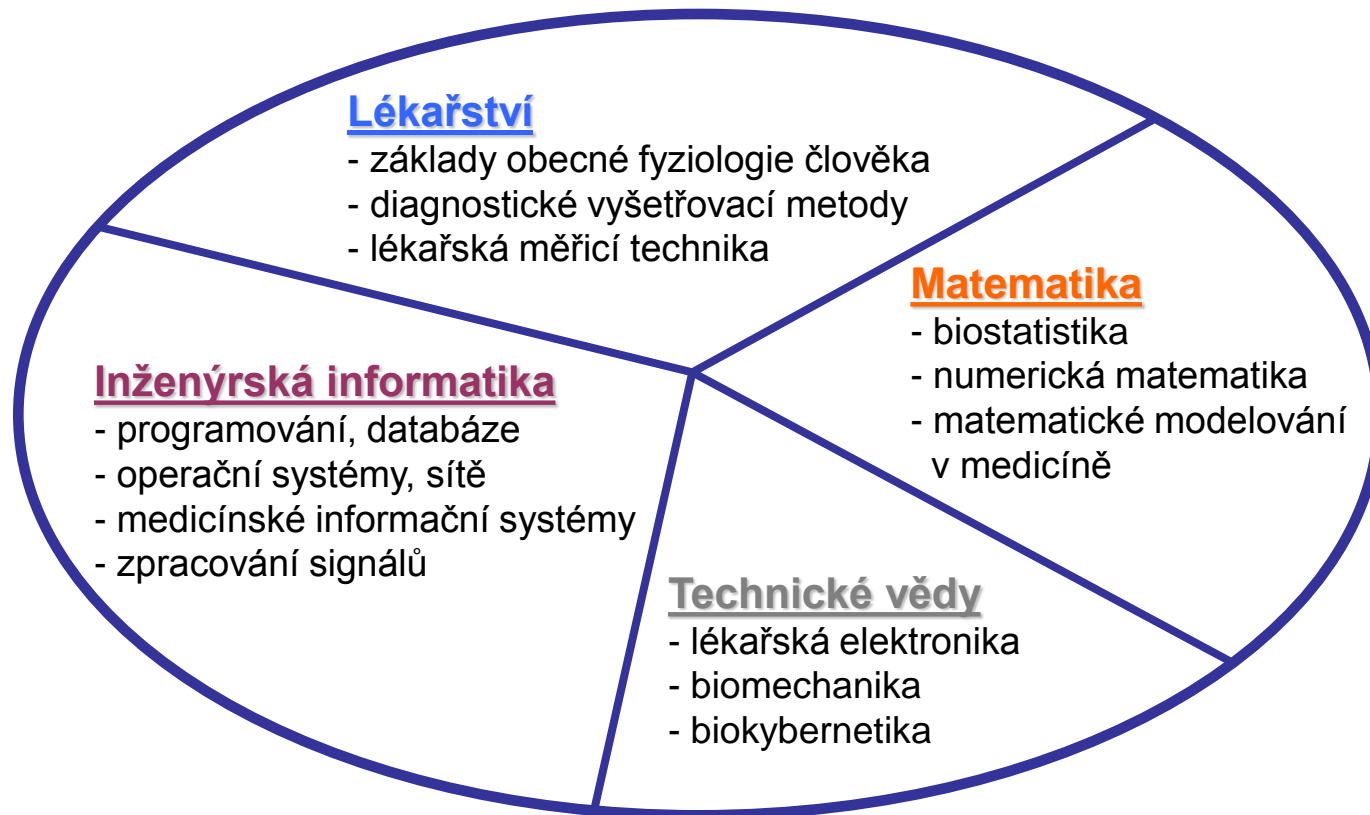 Lékařství
- základy obecné fyziologie člověka
- diagnostické vyšetřovací metody
- lékařská měřicí technika
Matematika
- biostatistika
- numerická matematika
- matematické modelování
v medicíně
Inženýrská informatika
- programování, databáze
- operační systémy, sítě
- medicínské informační systémy
- zpracování signálů
Technické vědy
- lékařská elektronika
- biomechanika
- biokybernetika